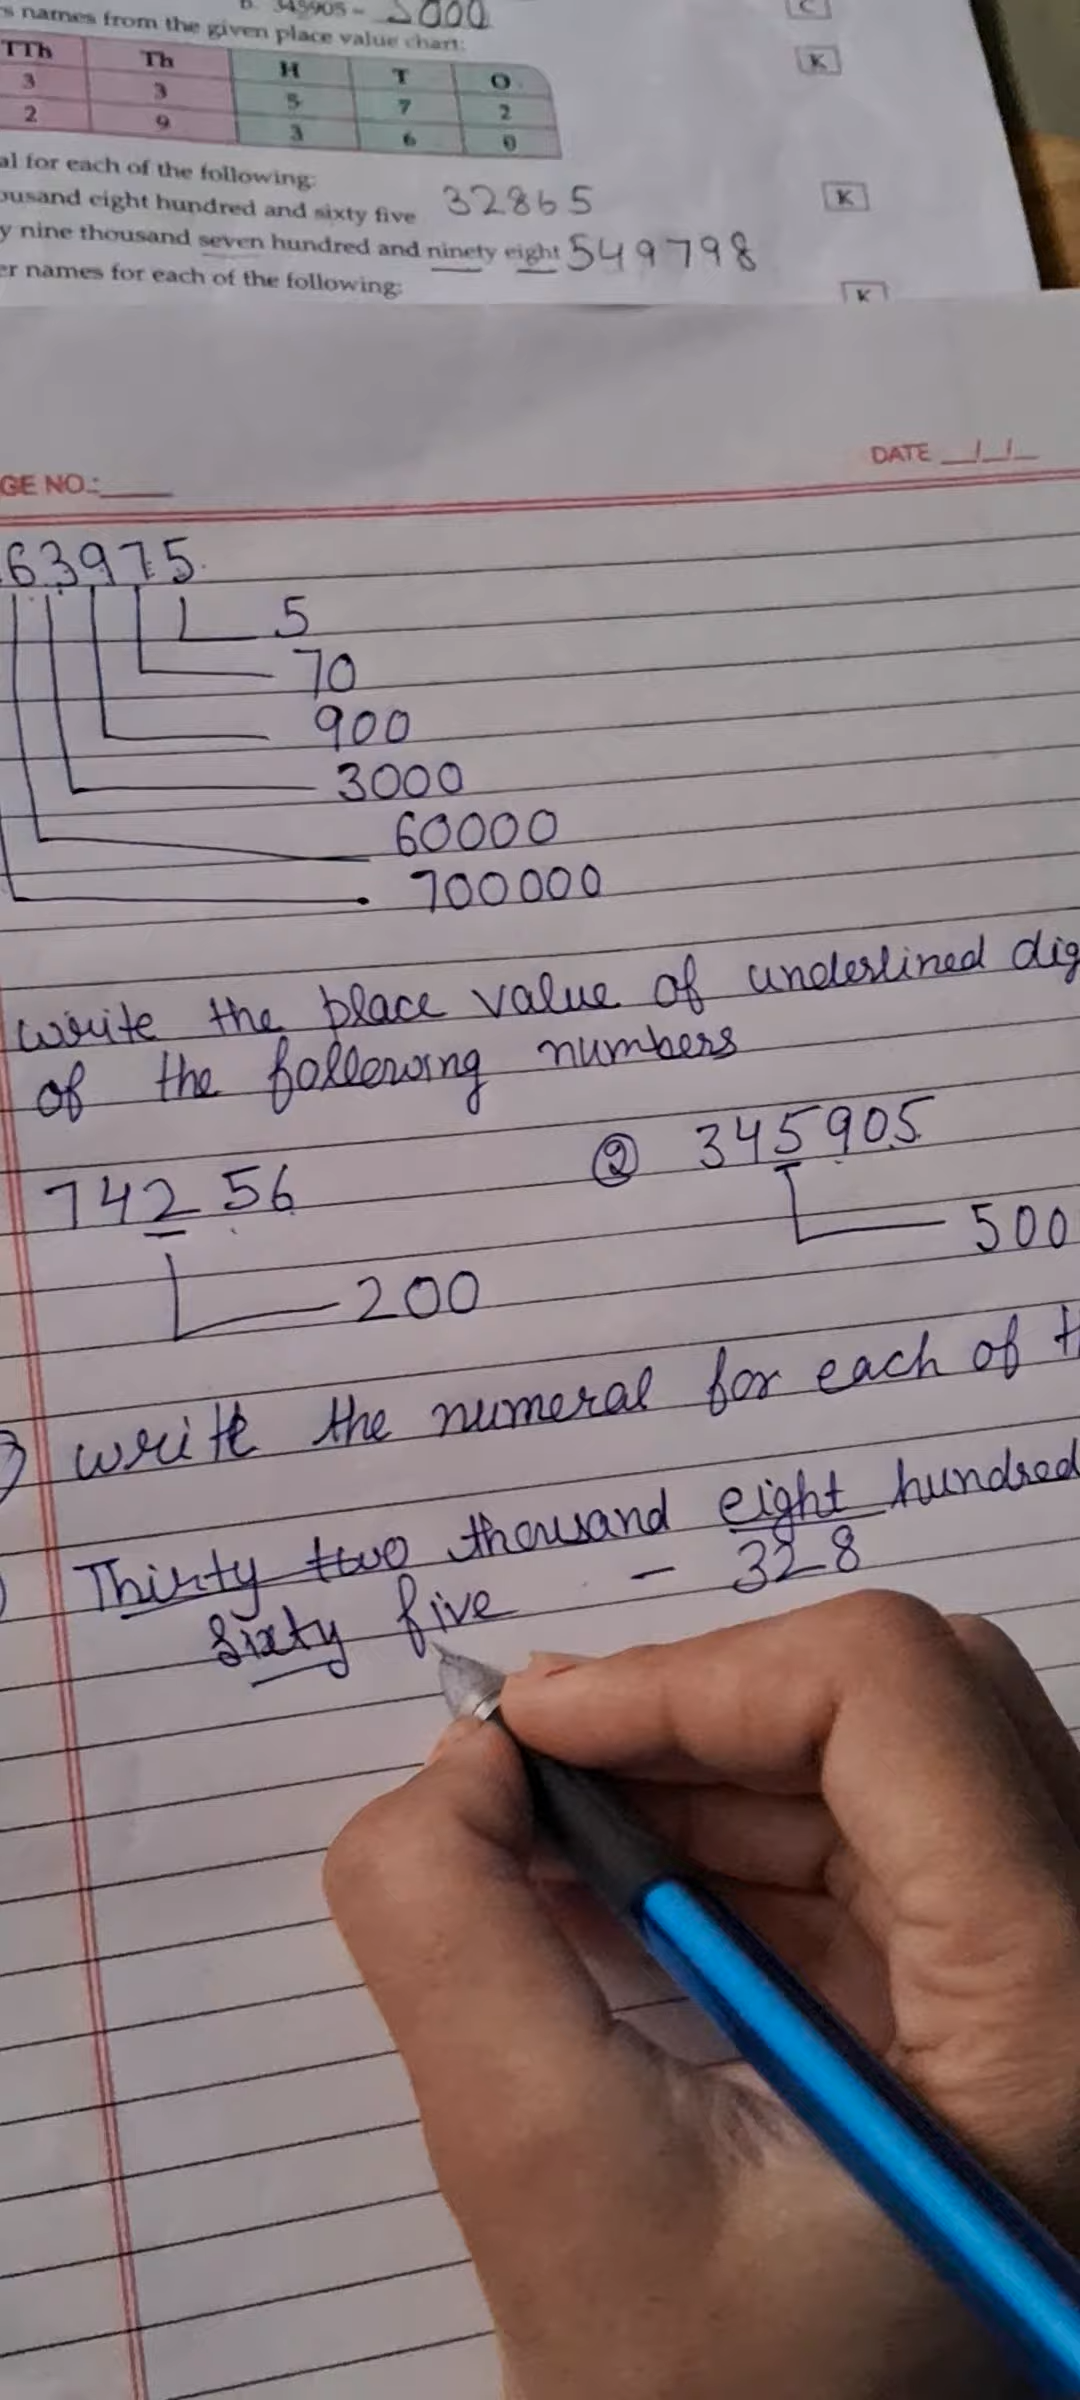 B. 345905 - 5000
s names from the given place value chart:
TTh Th H T O
3 3 5 7 2
2 9 3 6 0
al for each of the following:
ousand eight hundred and sixty five 32865
y nine thousand seven hundred and ninety eight 549798
er names for each of the following:
C
K
K
K
GE NO.: DATE
63975
5
70
900
3000
60000
700000
write the place value of underlined dig
of the following numbers
74256 ② 345905
200 500
write the numeral for each of th
Thirty two thousand eight hundred
sixty five - 328